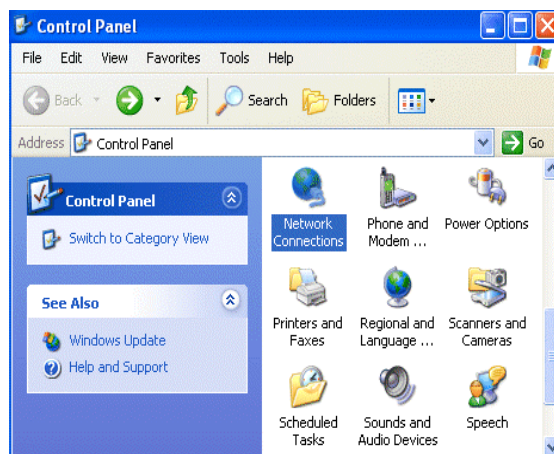 Control Panel
File Edit View Favorites Tools Help
Back Search Folders
Address Control Panel Go
Control Panel
Switch to Category View
See Also
Windows Update
Help and Support
Network
Connections
Phone and
Modem ...
Power Options
Printers and
Faxes
Regional and
Language ...
Scanners and
Cameras
Scheduled
Tasks
Sounds and
Audio Devices
Speech